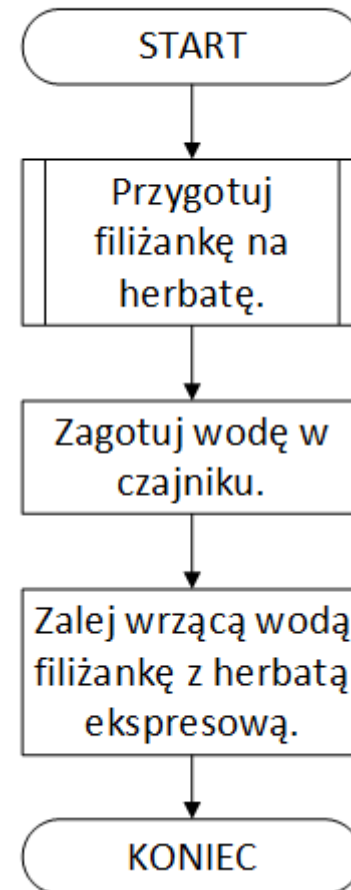 START
Przygotuj
filiżankę na
herbatę.
Zagotuj wodę w
czajniku.
Zalej wrzącą wodą
filiżankę z herbatą
ekspresową.
KONIEC